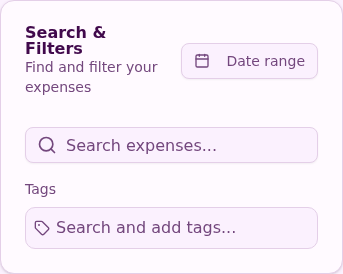 Search &
Filters
Find and filter your
expenses
Date range
Search expenses...
Tags
Search and add tags...